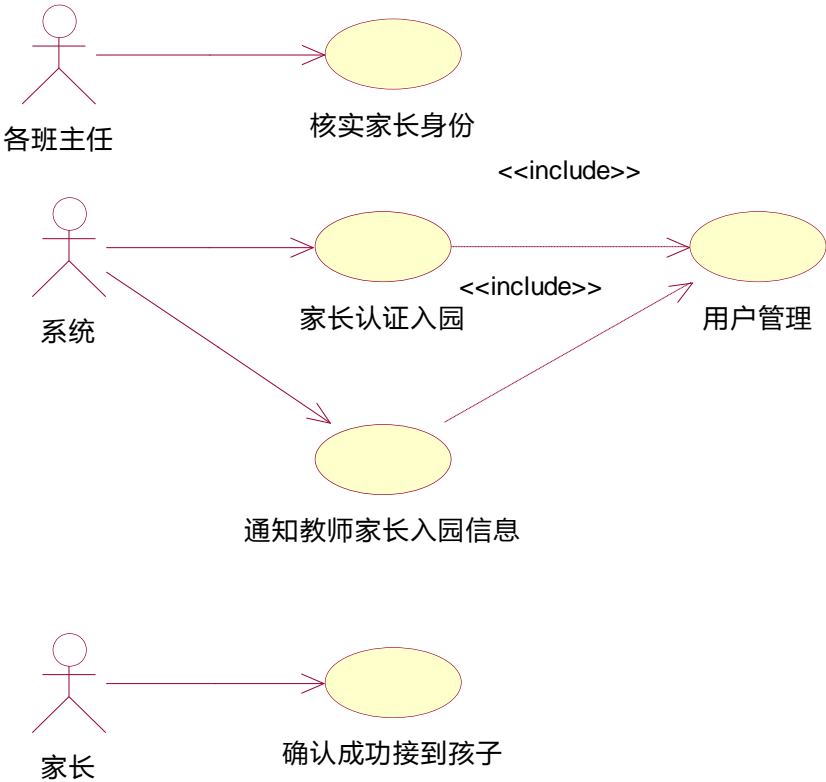 各班主任
核实家长身份
<<include>>
系统
家长认证入园
<<include>>
用户管理
通知教师家长入园信息
家长
确认成功接到孩子